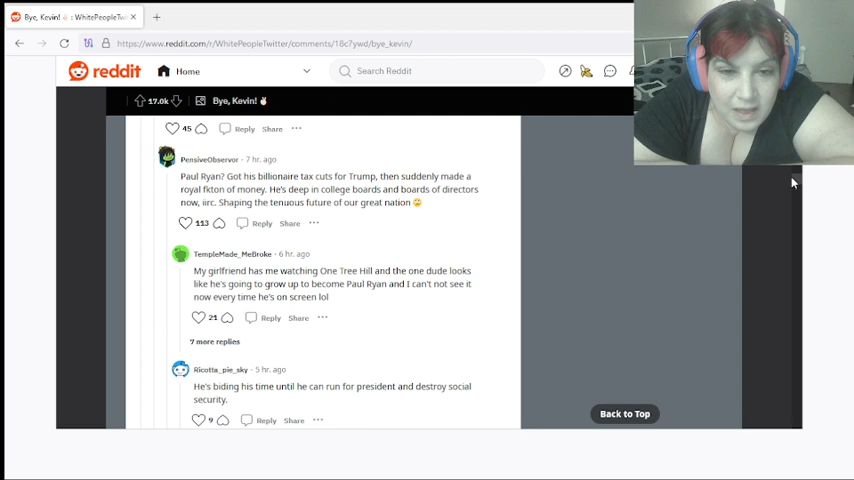 Bye, Kevin! : WhitePeopleTwi
https://www.reddit.com/r/WhitePeopleTwitter/comments/18c7ywd/bye_kevin/
reddit
Home
Search Reddit
17.0k
Bye, Kevin!
45 Reply Share
PensiveObservor · 7 hr. ago
Paul Ryan? Got his billionaire tax cuts for Trump, then suddenly made a
royal fkton of money. He's deep in college boards and boards of directors
now, iirc. Shaping the tenuous future of our great nation 🙄
113 Reply Share
TempleMade_MeBroke · 6 hr. ago
My girlfriend has me watching One Tree Hill and the one dude looks
like he's going to grow up to become Paul Ryan and I can't not see it
now every time he's on screen lol
21 Reply Share
7 more replies
Ricotta_pie_sky · 5 hr. ago
He's biding his time until he can run for president and destroy social
security.
9 Reply Share
Back to Top